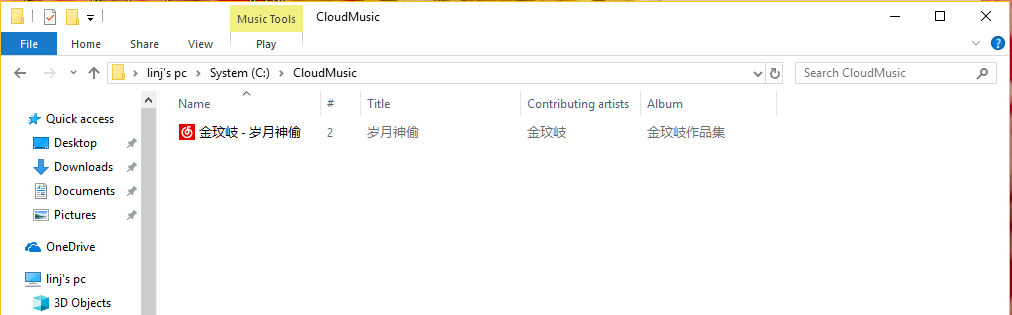 Music Tools
CloudMusic
File
Home
Share
View
Play
linj's pc
System (C:)
CloudMusic
Search CloudMusic
Name
#
Title
Contributing artists
Album
金玟岐 - 岁月神偷
2
岁月神偷
金玟岐
金玟岐作品集
Quick access
Desktop
Downloads
Documents
Pictures
OneDrive
linj's pc
3D Objects